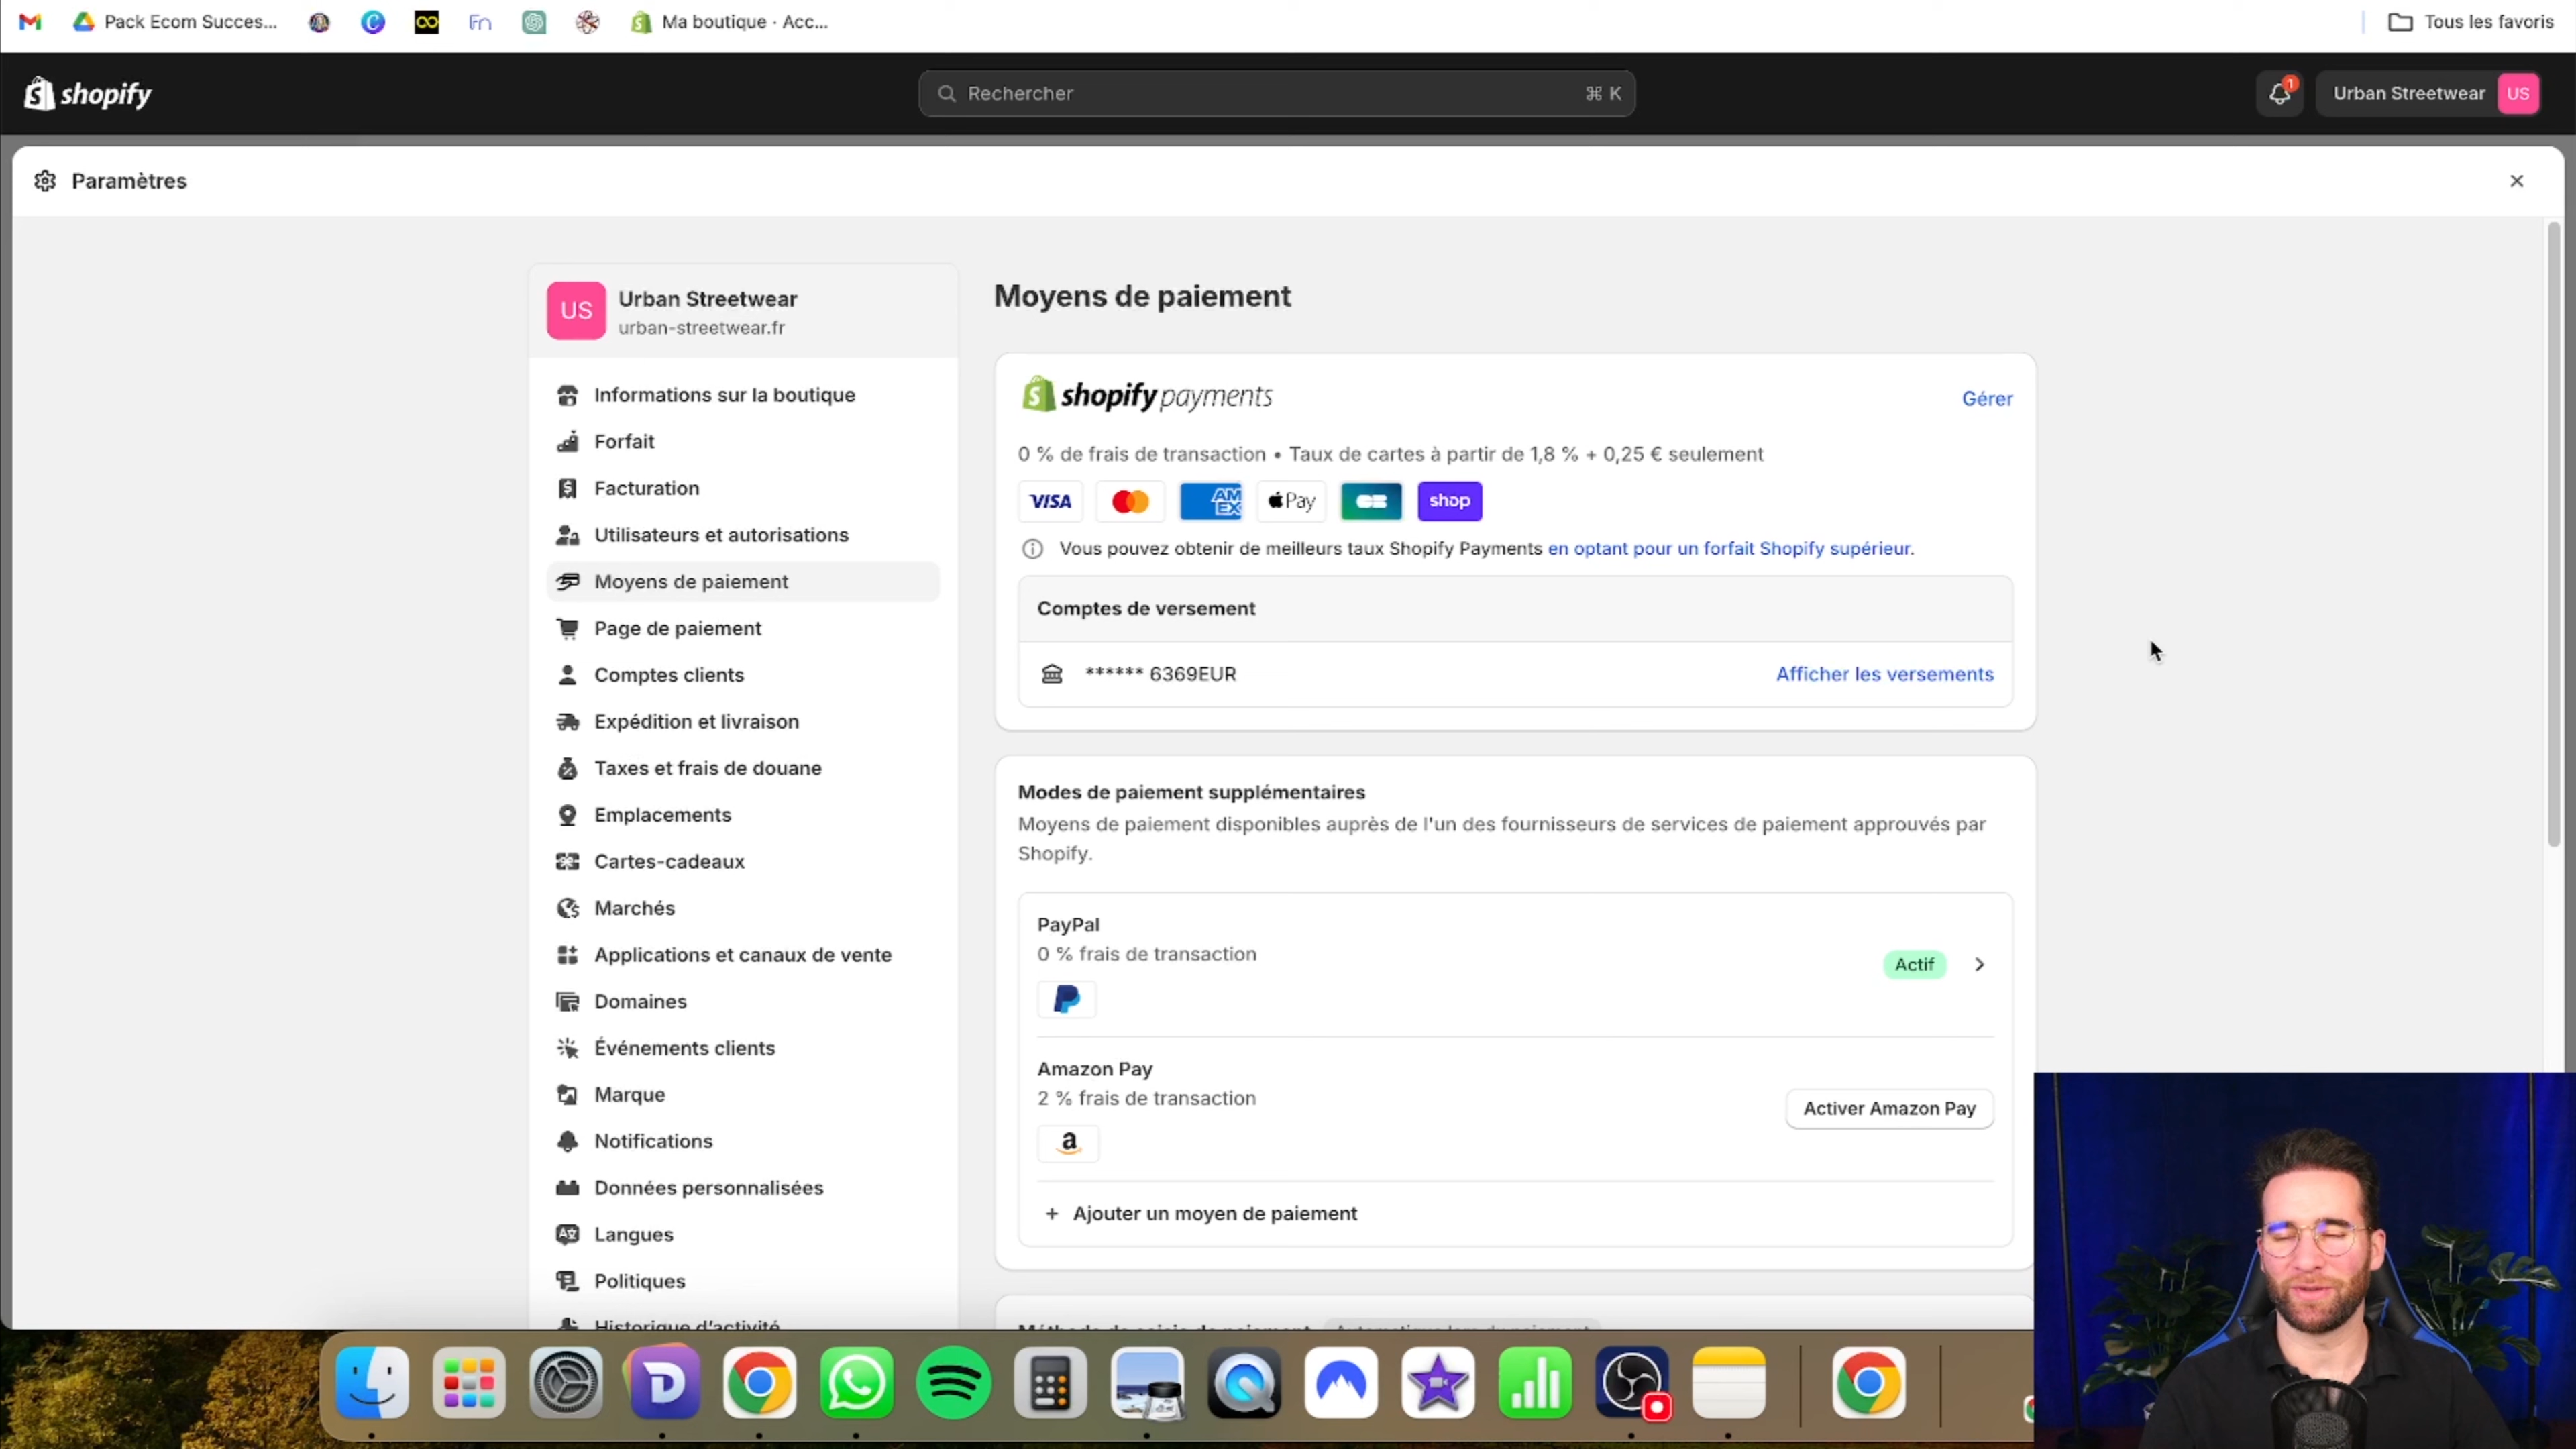 Pack Ecom Succes...
Fn
Ma boutique · Acc...
Tous les favoris
shopify
Rechercher
⌘ K
1
Urban Streetwear
US
Paramètres
US
Urban Streetwear
urban-streetwear.fr
Informations sur la boutique
Forfait
Facturation
Utilisateurs et autorisations
Moyens de paiement
Page de paiement
Comptes clients
Expédition et livraison
Taxes et frais de douane
Emplacements
Cartes-cadeaux
Marchés
Applications et canaux de vente
Domaines
Événements clients
Marque
Notifications
Données personnalisées
Langues
Politiques
Historique d'activité
Moyens de paiement
shopify payments
Gérer
0 % de frais de transaction • Taux de cartes à partir de 1,8 % + 0,25 € seulement
VISA
AMEX
Pay
shop
Vous pouvez obtenir de meilleurs taux Shopify Payments en optant pour un forfait Shopify supérieur.
Comptes de versement
****** 6369EUR
Afficher les versements
Modes de paiement supplémentaires
Moyens de paiement disponibles auprès de l'un des fournisseurs de services de paiement approuvés par
Shopify.
PayPal
0 % frais de transaction
Actif
Amazon Pay
2 % frais de transaction
Activer Amazon Pay
+ Ajouter un moyen de paiement